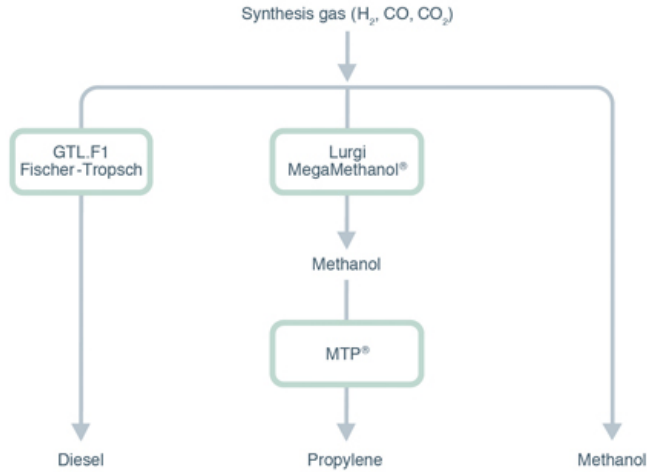 Synthesis gas (H₂, CO, CO₂)
GTL.F1
Fischer-Tropsch
Lurgi
MegaMethanol®
Methanol
MTP®
Diesel
Propylene
Methanol